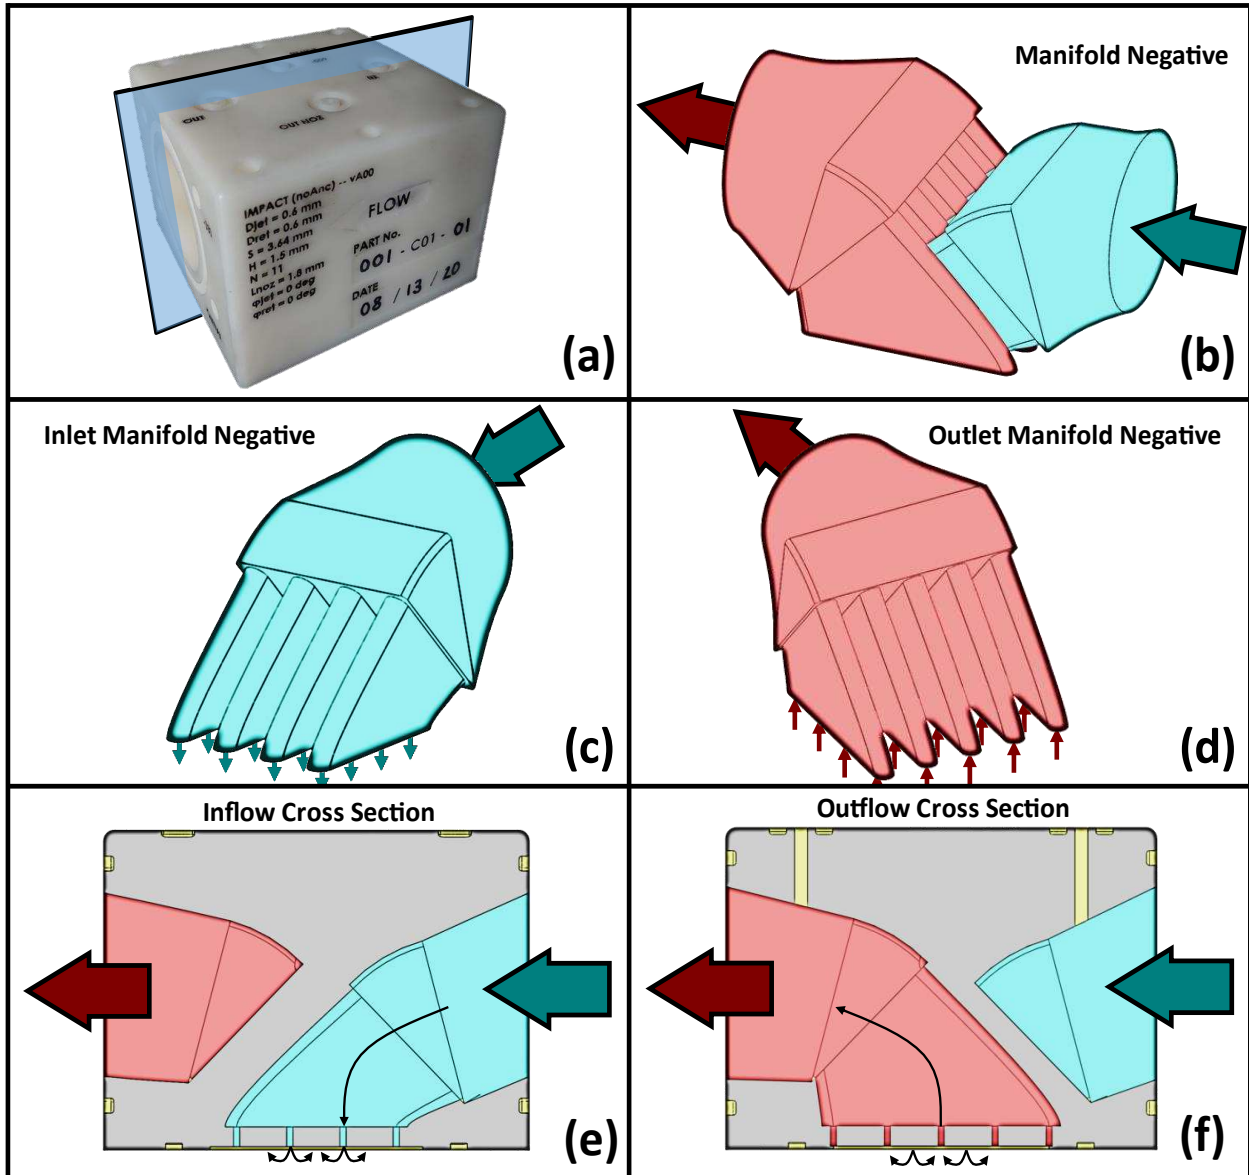 OUT
IN
OUT NOZ
IMPACT (noAnc) -- vA00
Djet = 0.6 mm
Dret = 0.6 mm
S = 3.64 mm
H = 1.5 mm
N = 11
Lnoz = 1.8 mm
φjet = 0 deg
φret = 0 deg
FLOW
PART No.
001 - C01 - 01
DATE
08 / 13 / 20
(a)
Manifold Negative
(b)
Inlet Manifold Negative
(c)
Outlet Manifold Negative
(d)
Inflow Cross Section
(e)
Outflow Cross Section
(f)